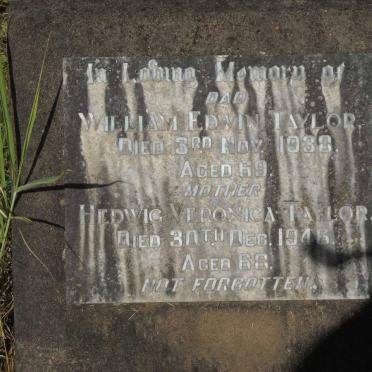 In Loving Memory of
DAD
WILLIAM EDWIN TAYLOR.
DIED 3RD NOV. 1938.
AGED 69.
MOTHER
HEDWIG VERONICA TAYLOR.
DIED 30TH DEC. 1946.
AGED 68.
NOT FORGOTTEN.